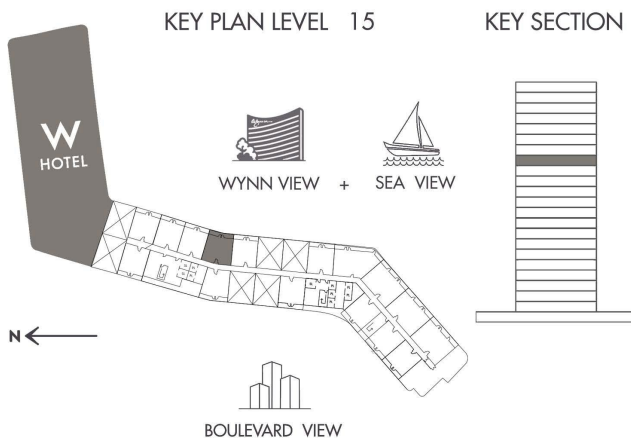 KEY PLAN LEVEL 15
KEY SECTION
W
HOTEL
WYNN VIEW + SEA VIEW
N
BOULEVARD VIEW